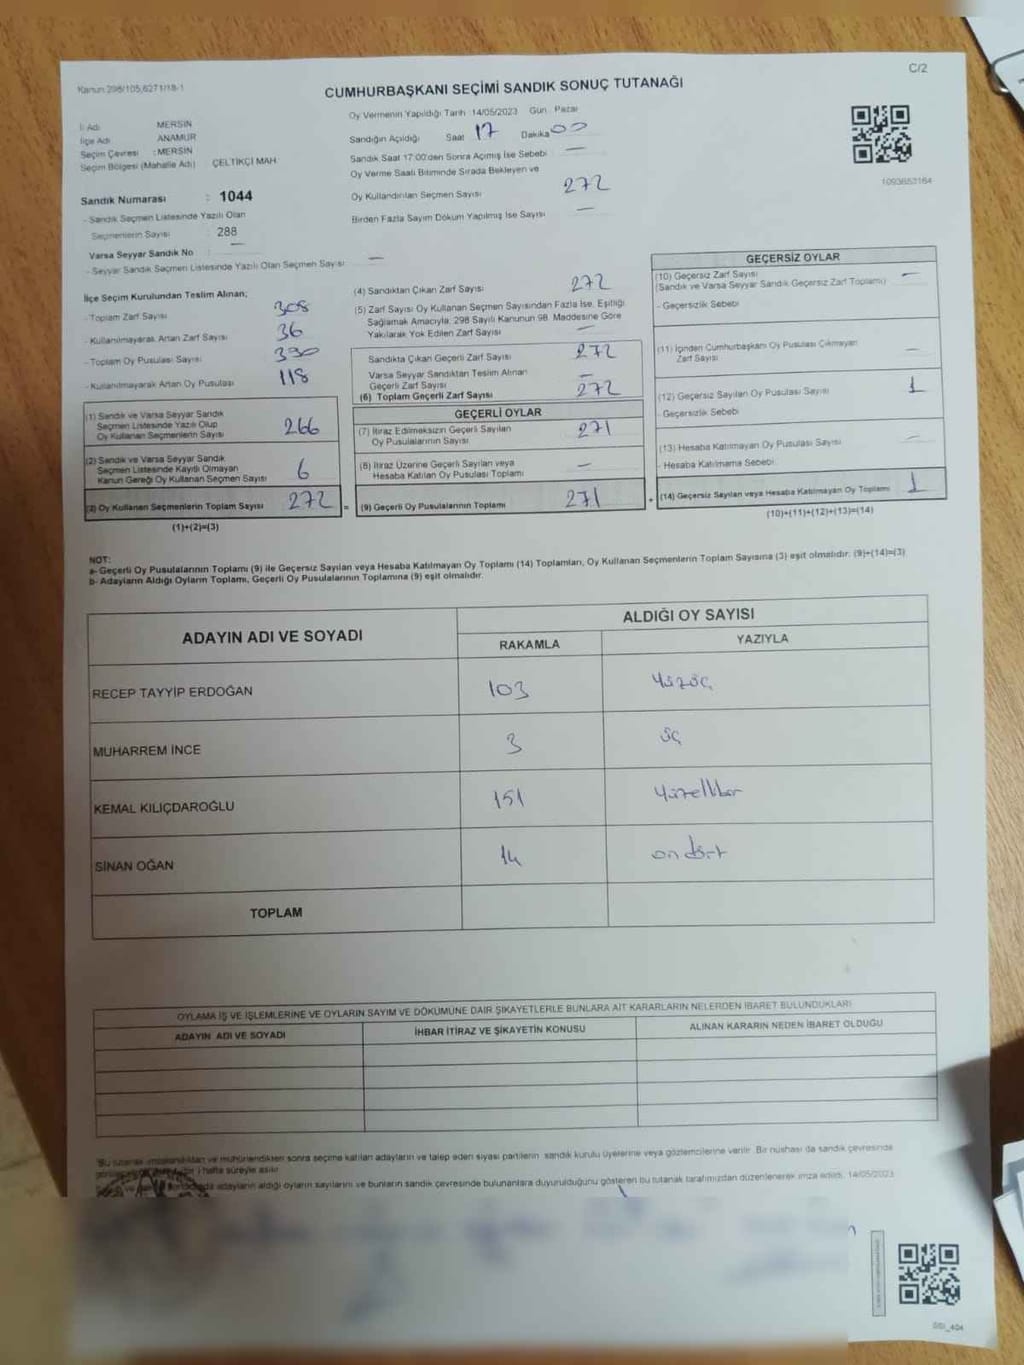 C/2
Kanun 298/105,6271/18-1
CUMHURBAŞKANI SEÇİMİ SANDIK SONUÇ TUTANAĞI
İl Adı MERSİN
İlçe Adı ANAMUR
Seçim Çevresi : MERSİN
Seçim Bölgesi (Mahalle Adı) ÇELTİKÇİ MAH.
Sandık Numarası : 1044
- Sandık Seçmen Listesinde Yazılı Olan
Seçmenlerin Sayısı 288
Varsa Seyyar Sandık No —
- Seyyar Sandık Seçmen Listesinde Yazılı Olan Seçmen Sayısı —
Oy Vermenin Yapıldığı Tarih :14/05/2023 Gün : Pazar
Sandığın Açıldığı Saat 17 Dakika 00
Sandık Saat 17:00'den Sonra Açılmış İse Sebebi —
Oy Verme Saati Bitiminde Sırada Bekleyen ve
Oy Kullandırılan Seçmen Sayısı 272
Birden Fazla Sayım Döküm Yapılmış İse Sayısı —
1093653164
İlçe Seçim Kurulundan Teslim Alınan;
- Toplam Zarf Sayısı 308
- Kullanılmayarak Artan Zarf Sayısı 36
- Toplam Oy Pusulası Sayısı 390
- Kullanılmayarak Artan Oy Pusulası 118
(1) Sandık ve Varsa Seyyar Sandık
Seçmen Listesinde Yazılı Olup
Oy Kullanan Seçmenlerin Sayısı 266
(2) Sandık ve Varsa Seyyar Sandık
Seçmen Listesinde Kayıtlı Olmayan
Kanun Gereği Oy Kullanan Seçmen Sayısı 6
(3) Oy Kullanan Seçmenlerin Toplam Sayısı 272 =
(1)+(2)=(3)
(4) Sandıktan Çıkan Zarf Sayısı 272
(5) Zarf Sayısı Oy Kullanan Seçmen Sayısından Fazla İse, Eşitliği
Sağlamak Amacıyla, 298 Sayılı Kanunun 98. Maddesine Göre
Yakılarak Yok Edilen Zarf Sayısı —
Sandıkta Çıkan Geçerli Zarf Sayısı 272
Varsa Seyyar Sandıktan Teslim Alınan
Geçerli Zarf Sayısı —
(6) Toplam Geçerli Zarf Sayısı 272
GEÇERLİ OYLAR
(7) İtiraz Edilmeksizin Geçerli Sayılan
Oy Pusulalarının Sayısı 271
(8) İtiraz Üzerine Geçerli Sayılan veya
Hesaba Katılan Oy Pusulası Toplamı —
(9) Geçerli Oy Pusulalarının Toplamı 271 +
GEÇERSİZ OYLAR
(10) Geçersiz Zarf Sayısı —
(Sandık ve Varsa Seyyar Sandık Geçersiz Zarf Toplamı)
- Geçersizlik Sebebi
(11) İçinden Cumhurbaşkanı Oy Pusulası Çıkmayan
Zarf Sayısı —
(12) Geçersiz Sayılan Oy Pusulası Sayısı 1
- Geçersizlik Sebebi
(13) Hesaba Katılmayan Oy Pusulası Sayısı —
- Hesaba Katılmama Sebebi
(14) Geçersiz Sayılan veya Hesaba Katılmayan Oy Toplamı 1
(10)+(11)+(12)+(13)=(14)
NOT:
a- Geçerli Oy Pusulalarının Toplamı (9) ile Geçersiz Sayılan veya Hesaba Katılmayan Oy Toplamı (14) Toplamları, Oy Kullanan Seçmenlerin Toplam Sayısına (3) eşit olmalıdır. (9)+(14)=(3)
b- Adayların Aldığı Oyların Toplamı, Geçerli Oy Pusulalarının Toplamına (9) eşit olmalıdır.
ADAYIN ADI VE SOYADI ALDIĞI OY SAYISI
RAKAMLA YAZIYLA
RECEP TAYYİP ERDOĞAN 103 Yüzüç
MUHARREM İNCE 3 üç
KEMAL KILIÇDAROĞLU 151 Yüzellibir
SİNAN OĞAN 14 ondört
TOPLAM
OYLAMA İŞ VE İŞLEMLERİNE VE OYLARIN SAYIM VE DÖKÜMÜNE DAİR ŞİKAYETLERLE BUNLARA AİT KARARLARIN NELERDEN İBARET BULUNDUKLARI
ADAYIN ADI VE SOYADI İHBAR İTİRAZ VE ŞİKAYETİN KONUSU ALINAN KARARIN NEDEN İBARET OLDUĞU
Bu tutanak imzalandıktan ve mühürlendikten sonra seçime katılan adayların ve talep eden siyasi partilerin sandık kurulu üyelerine veya gözlemcilerine verilir. Bir nüshası da sandık çevresinde
bir hafta süreyle asılır.
adayların aldığı oyların sayılarını ve bunların sandık çevresinde bulunanlara duyurulduğunu gösteren bu tutanak tarafımızdan düzenlenerek imza edildi. 14/05/2023